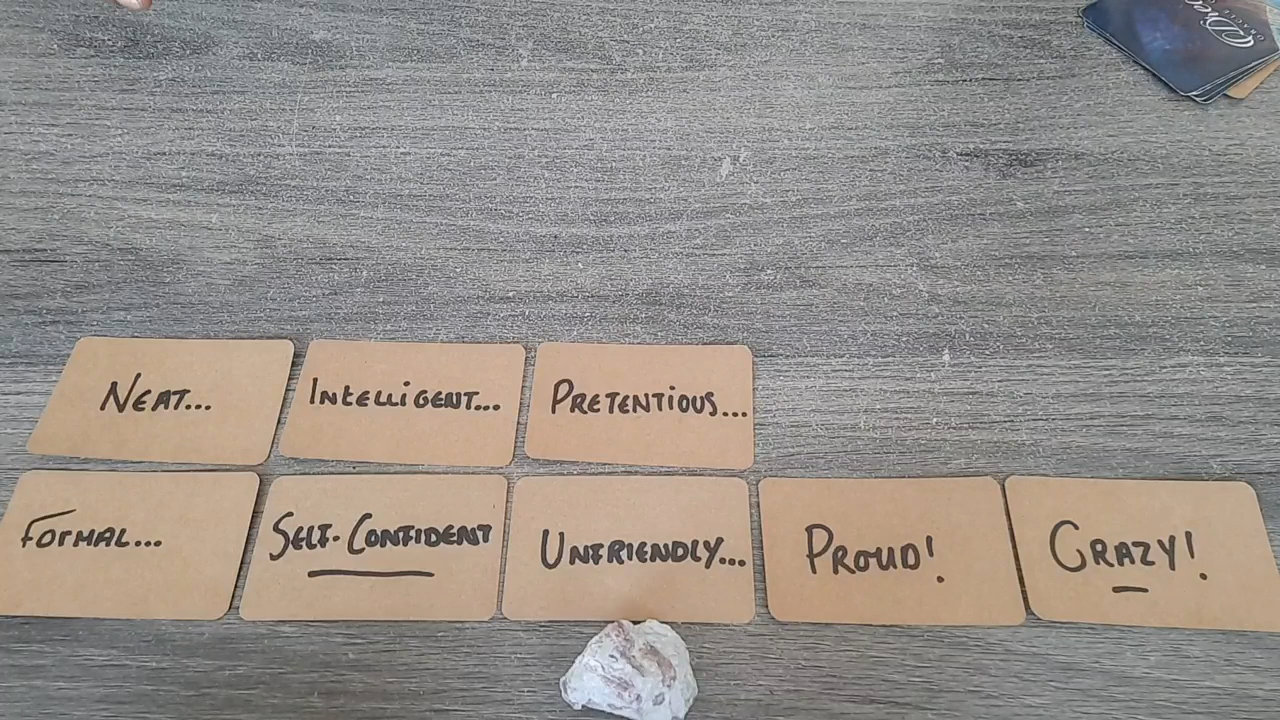 NEAT...
INTELLIGENT...
PRETENTIOUS...
FORMAL...
SELF-CONFIDENT
UNFRIENDLY...
PROUD!
CRAZY!